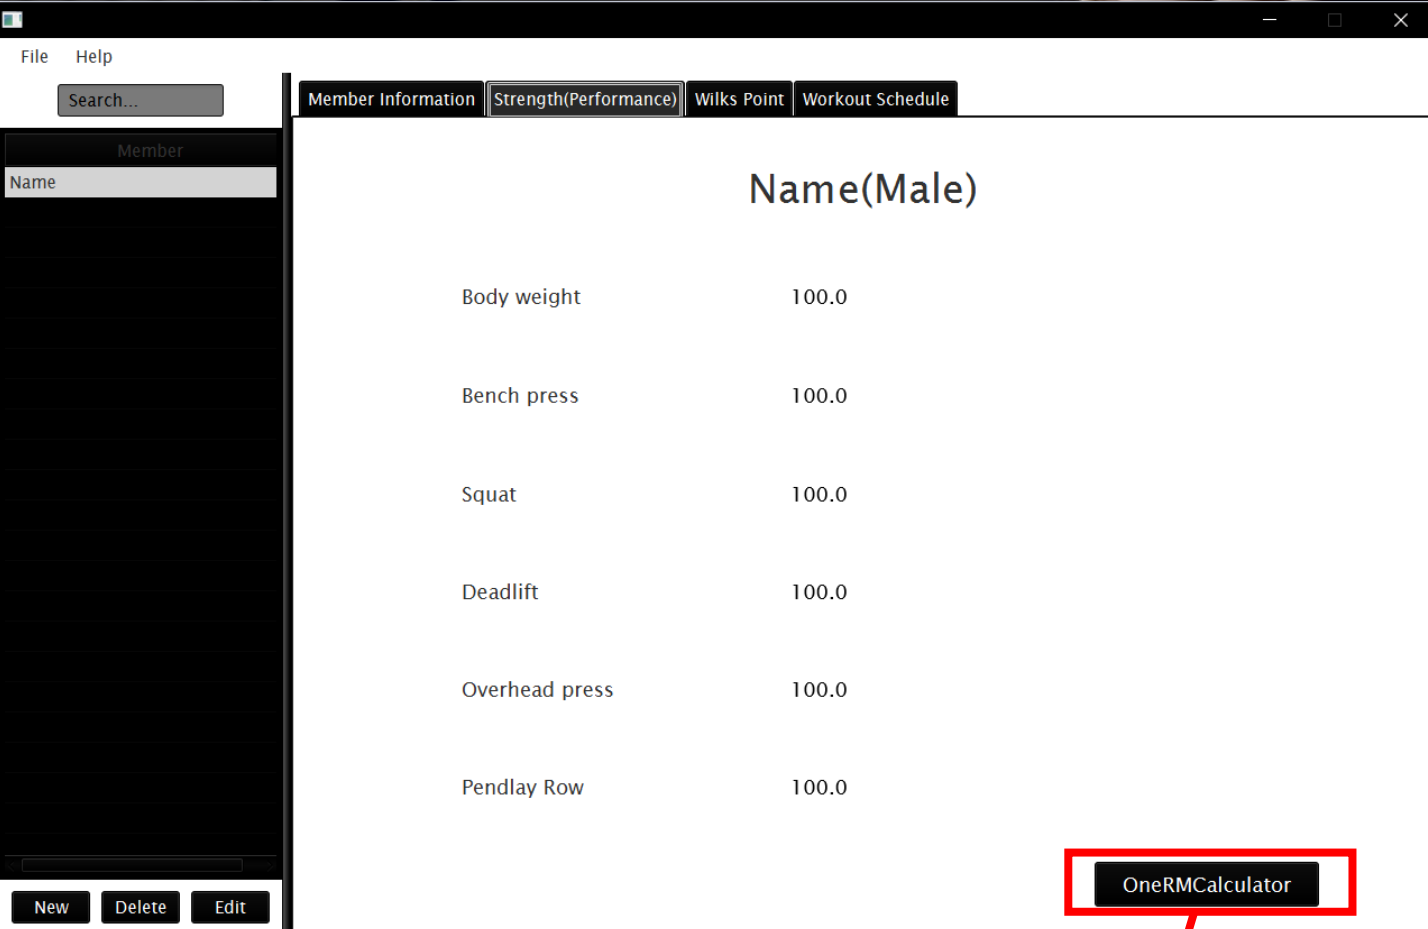 File Help
Search...
Member Information Strength(Performance) Wilks Point Workout Schedule
Member
Name
Name(Male)
Body weight 100.0
Bench press 100.0
Squat 100.0
Deadlift 100.0
Overhead press 100.0
Pendlay Row 100.0
OneRMCalculator
New Delete Edit